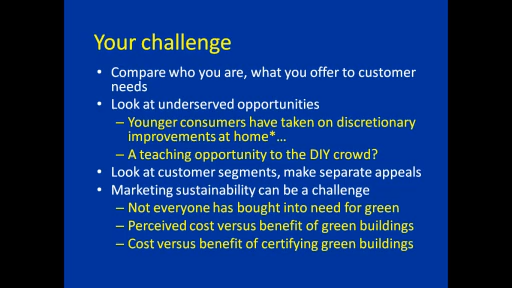 Your challenge
• Compare who you are, what you offer to customer
needs
• Look at underserved opportunities
– Younger consumers have taken on discretionary
improvements at home*…
– A teaching opportunity to the DIY crowd?
• Look at customer segments, make separate appeals
• Marketing sustainability can be a challenge
– Not everyone has bought into need for green
– Perceived cost versus benefit of green buildings
– Cost versus benefit of certifying green buildings